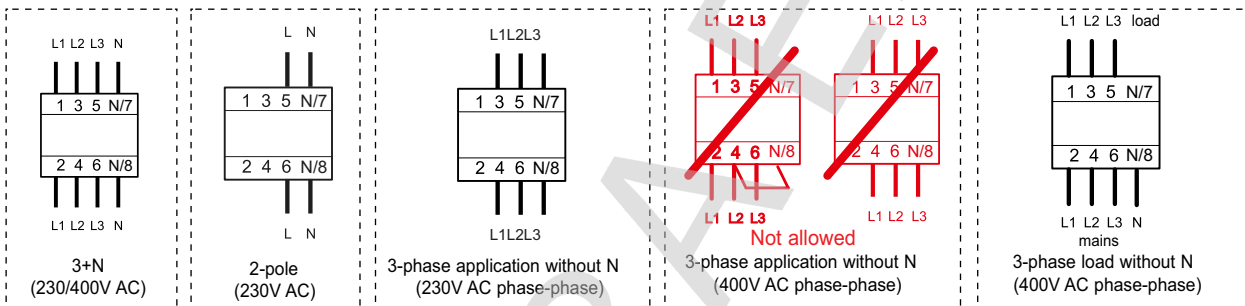 L1 L2 L3 N
1 3 5 N/7
2 4 6 N/8
L1 L2 L3 N
3+N
(230/400V AC)
L N
1 3 5 N/7
2 4 6 N/8
L N
2-pole
(230V AC)
L1L2L3
1 3 5 N/7
2 4 6 N/8
L1L2L3
3-phase application without N
(230V AC phase-phase)
L1 L2 L3
1 3 5 N/7
2 4 6 N/8
L1 L2 L3
L1 L2 L3
1 3 5 N/7
2 4 6 N/8
L1 L2 L3
Not allowed
3-phase application without N
(400V AC phase-phase)
L1 L2 L3 load
1 3 5 N/7
2 4 6 N/8
L1 L2 L3 N
mains
3-phase load without N
(400V AC phase-phase)